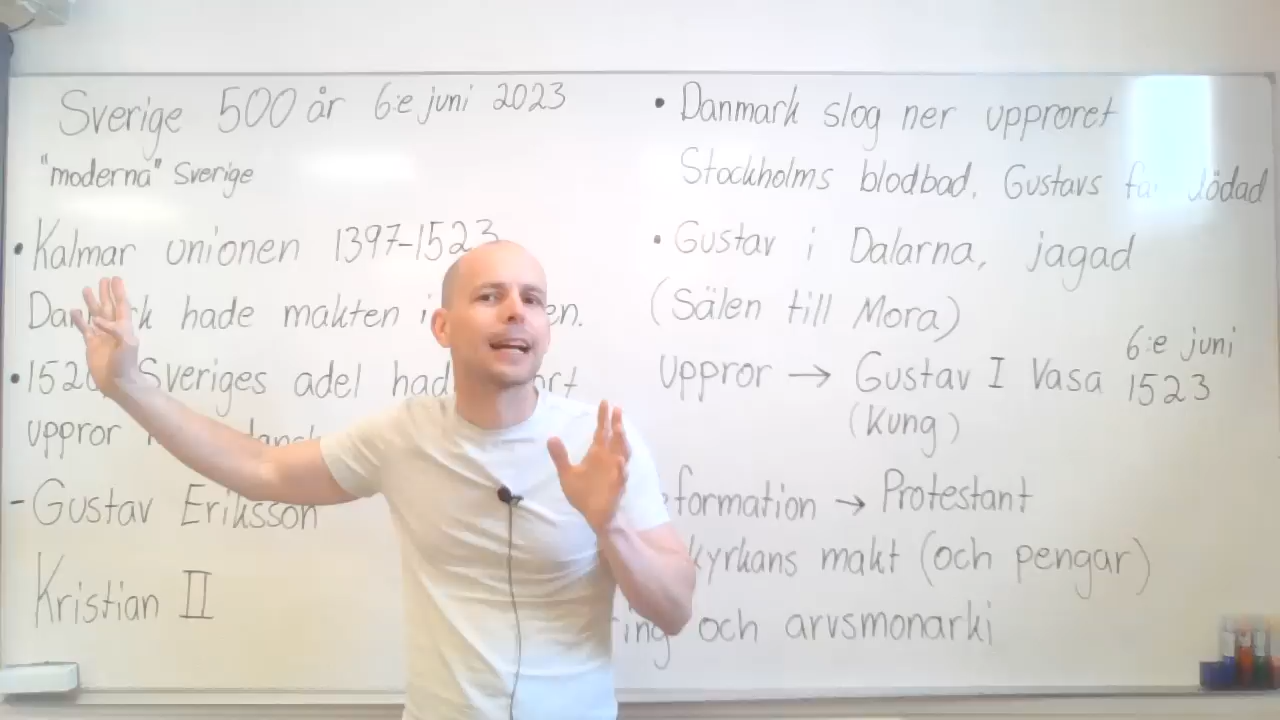 Sverige 500 år 6:e juni 2023
"moderna" Sverige
• Kalmar unionen 1397-1523
hade makten
• Sveriges adel
uppror
- Gustav Eriksson
Kristian II
• Danmark slog ner upproret
Stockholms blodbad, Gustavs
• Gustav i Dalarna, jagad
(Sälen till Mora)
Uppror → Gustav I Vasa 6:e juni 1523
(Kung)
→ Protestant
kyrkans makt (och pengar)
och arvsmonarki